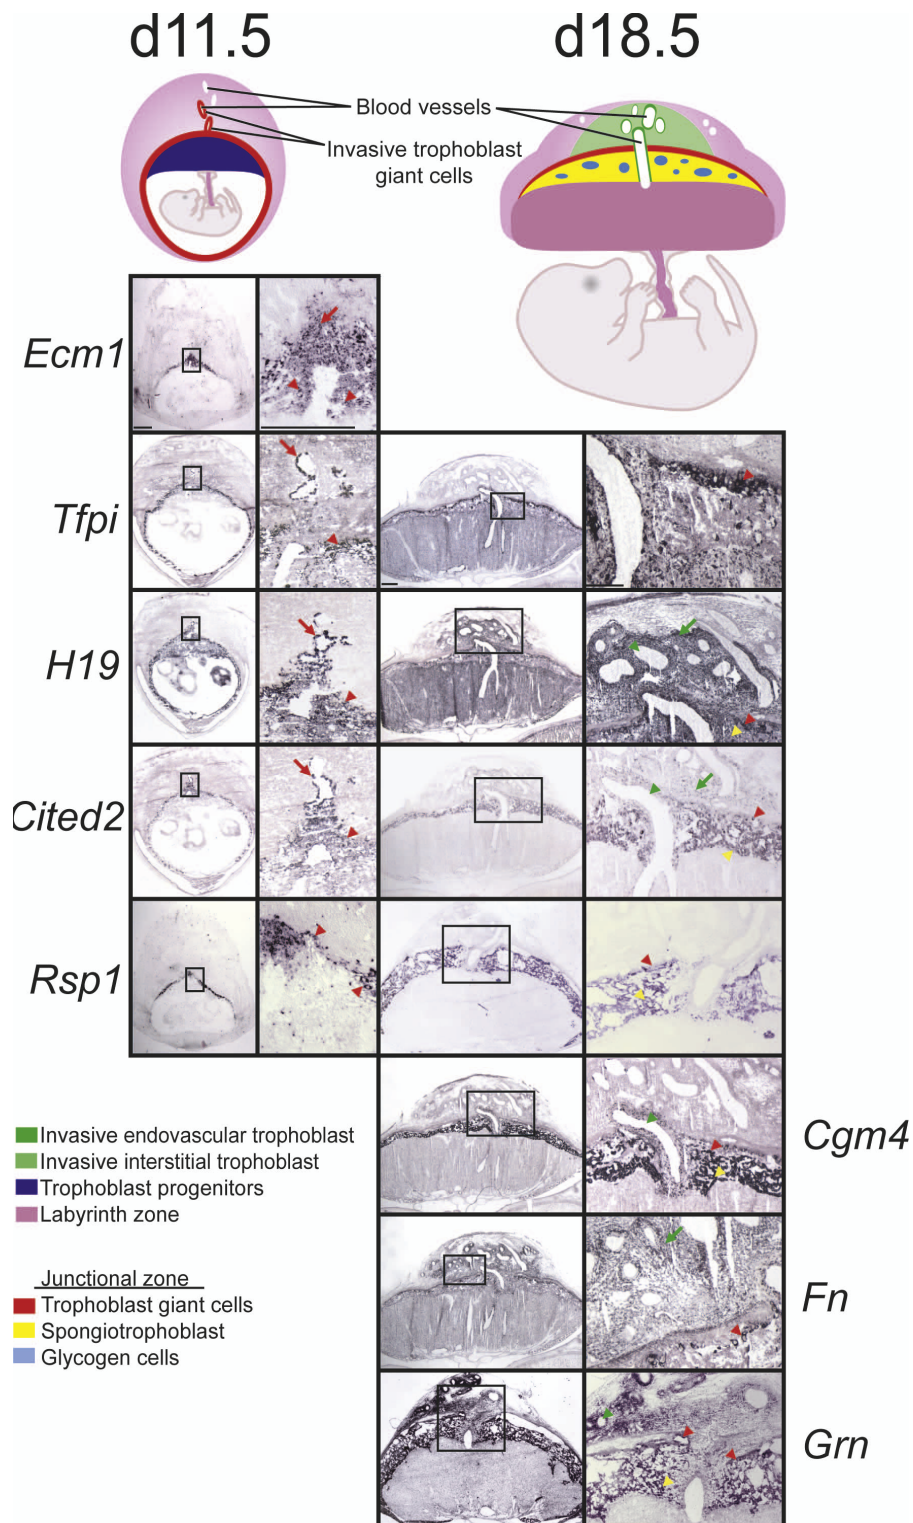 d11.5
d18.5
Blood vessels
Invasive trophoblast
giant cells
Ecm1
Tfpi
H19
Cited2
Rsp1
Cgm4
Fn
Grn
Invasive endovascular trophoblast
Invasive interstitial trophoblast
Trophoblast progenitors
Labyrinth zone
Junctional zone
Trophoblast giant cells
Spongiotrophoblast
Glycogen cells